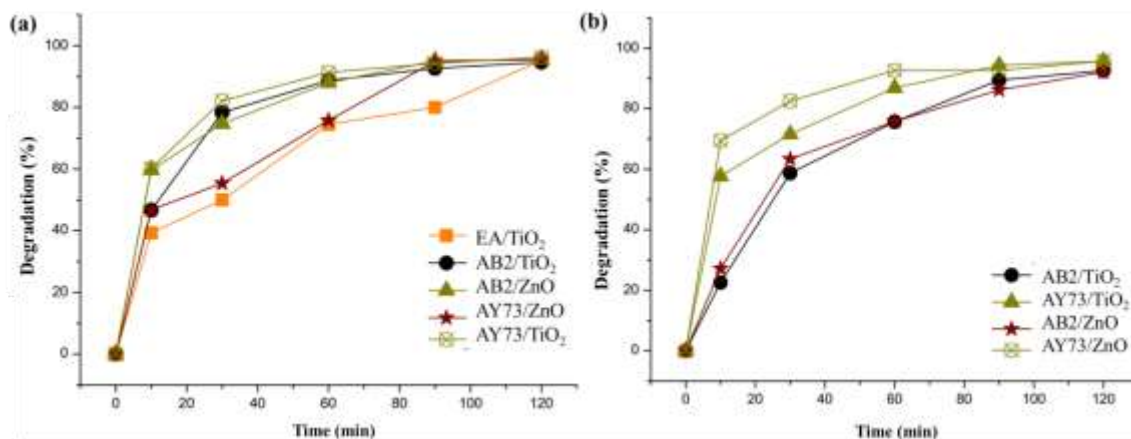 (a)
Degradation (%)
100
80
60
40
20
0
EA/TiO₂
AB2/TiO₂
AB2/ZnO
AY73/ZnO
AY73/TiO₂
0 20 40 60 80 100 120
Time (min)
(b)
Degradation (%)
100
80
60
40
20
0
AB2/TiO₂
AY73/TiO₂
AB2/ZnO
AY73/ZnO
0 20 40 60 80 100 120
Time (min)